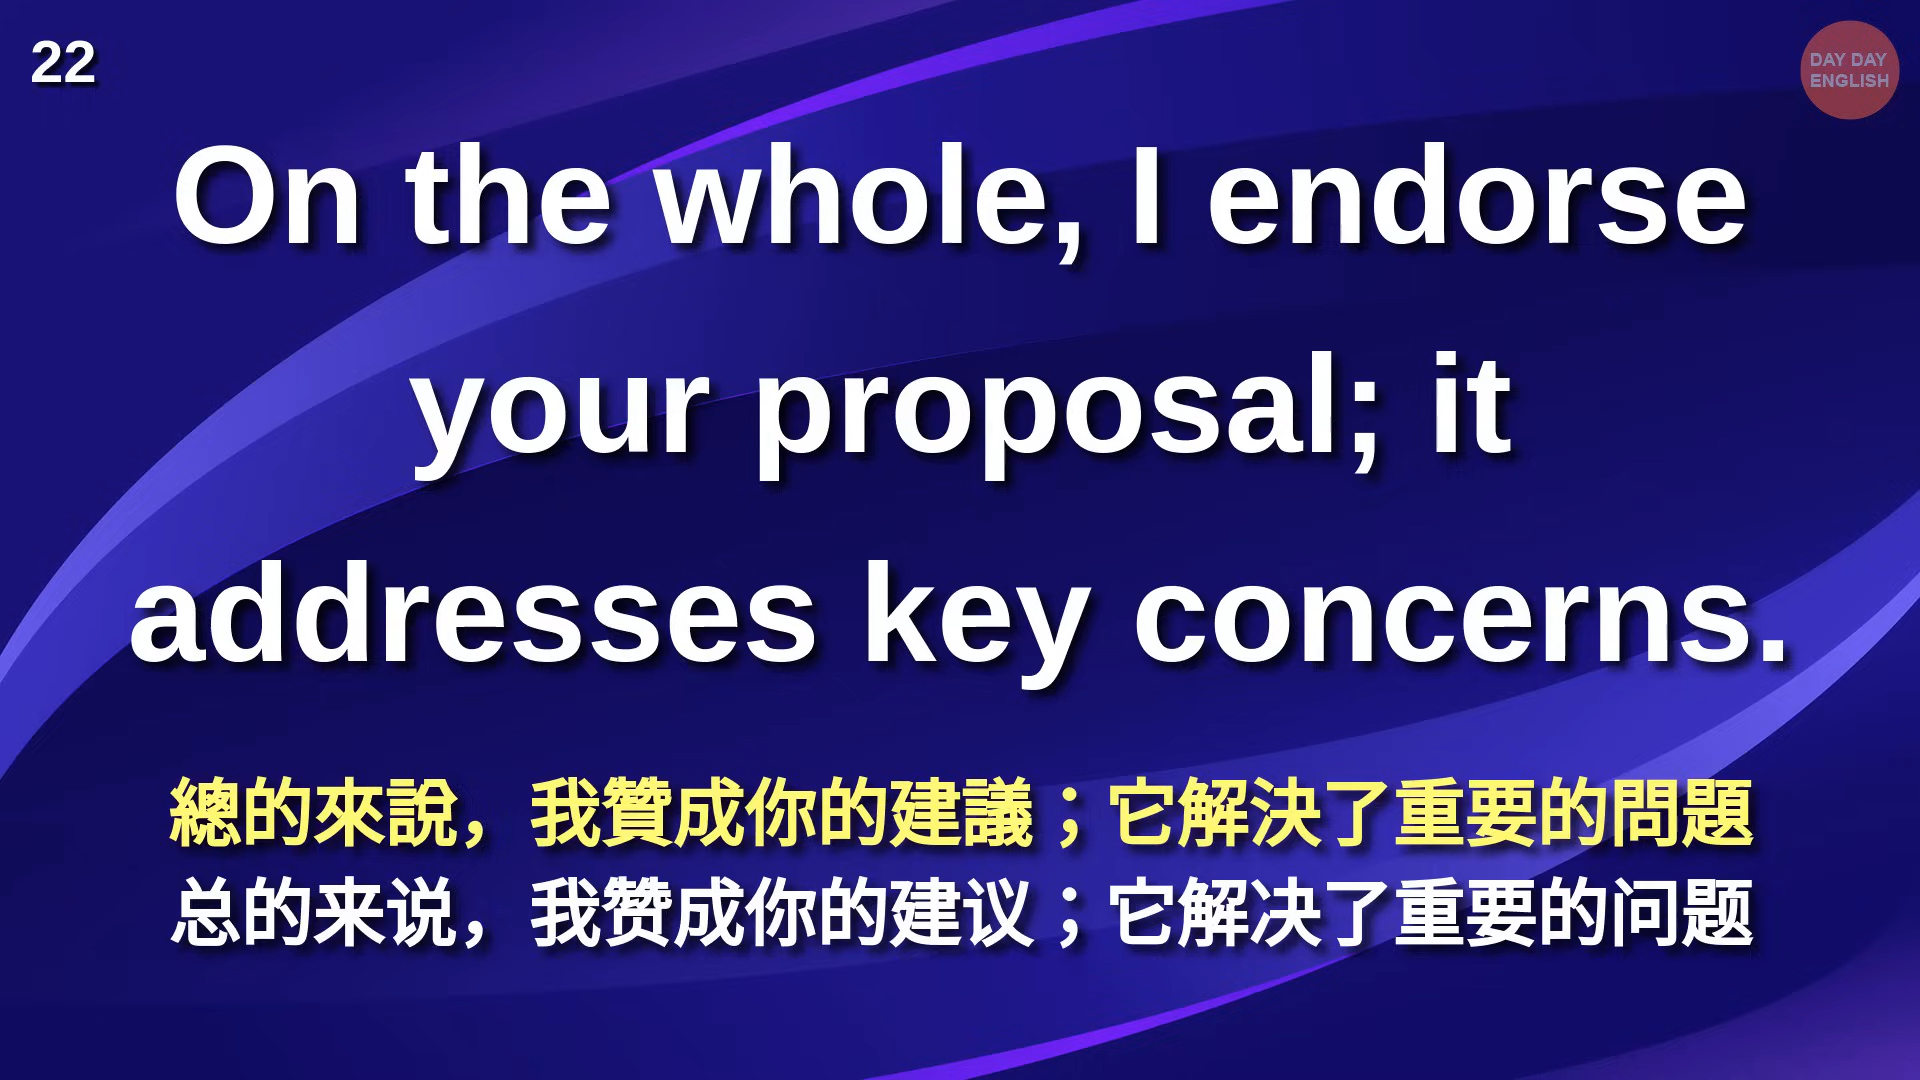 22
DAY DAY
ENGLISH
On the whole, I endorse
your proposal; it
addresses key concerns.
總的來說，我贊成你的建議；它解決了重要的問題
总的来说，我赞成你的建议；它解决了重要的问题